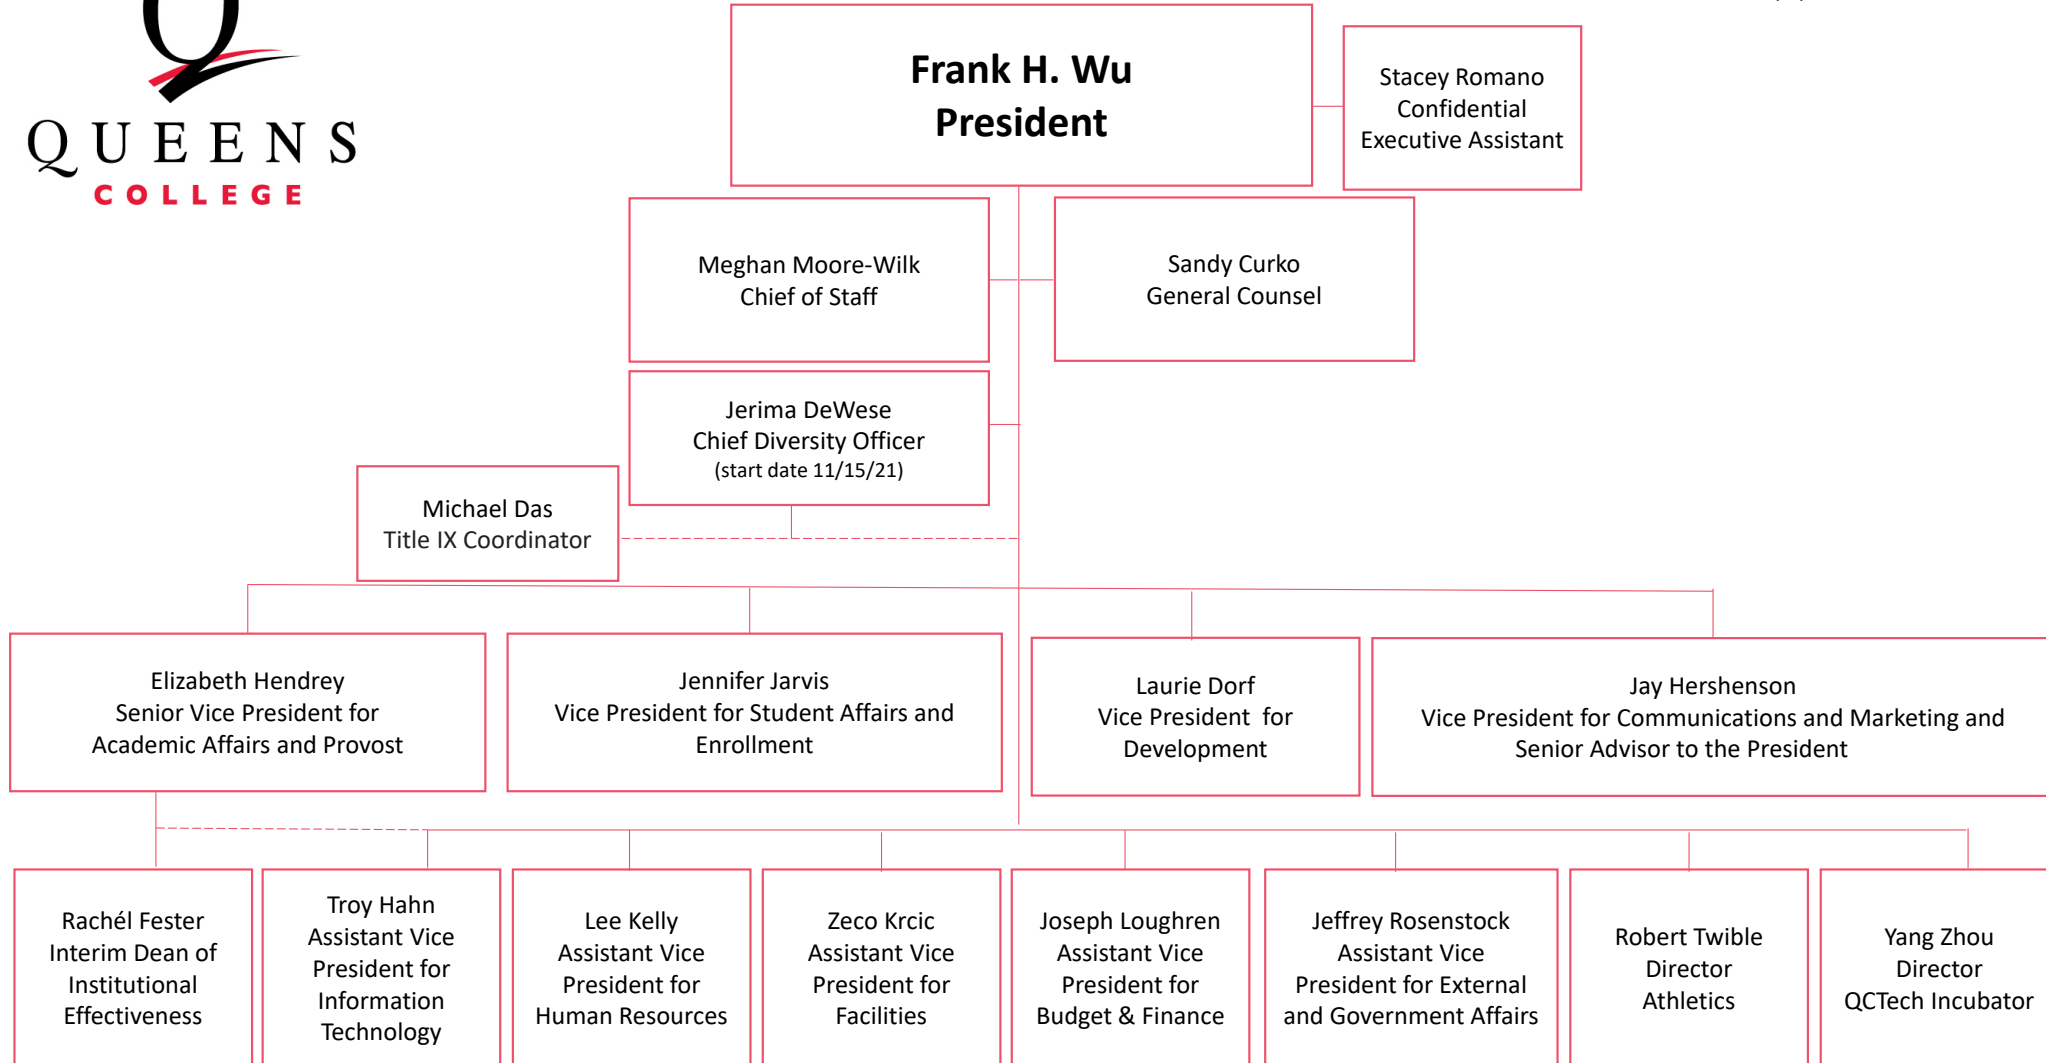 QUEENS
COLLEGE
Frank H. Wu
President
Stacey Romano
Confidential
Executive Assistant
Meghan Moore-Wilk
Chief of Staff
Sandy Curko
General Counsel
Jerima DeWese
Chief Diversity Officer
(start date 11/15/21)
Michael Das
Title IX Coordinator
Elizabeth Hendrey
Senior Vice President for
Academic Affairs and Provost
Jennifer Jarvis
Vice President for Student Affairs and
Enrollment
Laurie Dorf
Vice President for
Development
Jay Hershenson
Vice President for Communications and Marketing and
Senior Advisor to the President
Rachél Fester
Interim Dean of
Institutional
Effectiveness
Troy Hahn
Assistant Vice
President for
Information
Technology
Lee Kelly
Assistant Vice
President for
Human Resources
Zeco Krcic
Assistant Vice
President for
Facilities
Joseph Loughren
Assistant Vice
President for
Budget & Finance
Jeffrey Rosenstock
Assistant Vice
President for External
and Government Affairs
Robert Twible
Director
Athletics
Yang Zhou
Director
QCTech Incubator